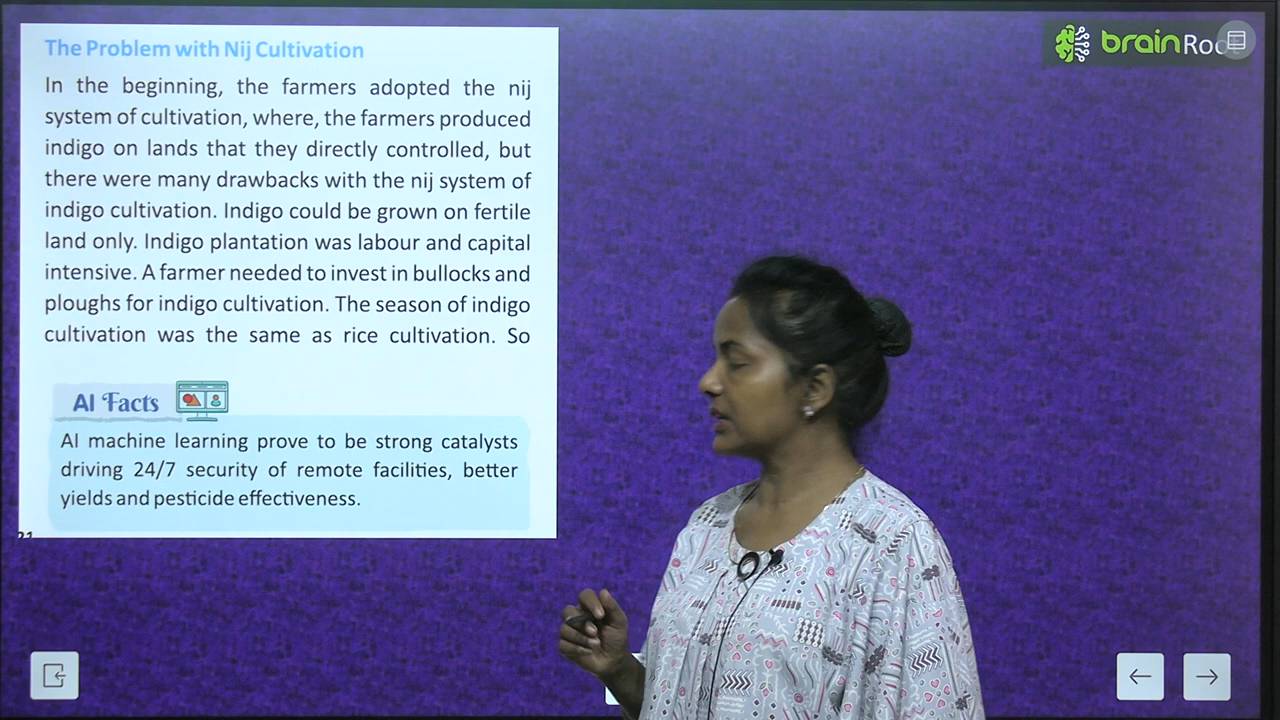 The Problem with Nij Cultivation
In the beginning, the farmers adopted the nij
system of cultivation, where, the farmers produced
indigo on lands that they directly controlled, but
there were many drawbacks with the nij system of
indigo cultivation. Indigo could be grown on fertile
land only. Indigo plantation was labour and capital
intensive. A farmer needed to invest in bullocks and
ploughs for indigo cultivation. The season of indigo
cultivation was the same as rice cultivation. So
AI Facts
AI machine learning prove to be strong catalysts
driving 24/7 security of remote facilities, better
yields and pesticide effectiveness.
brain